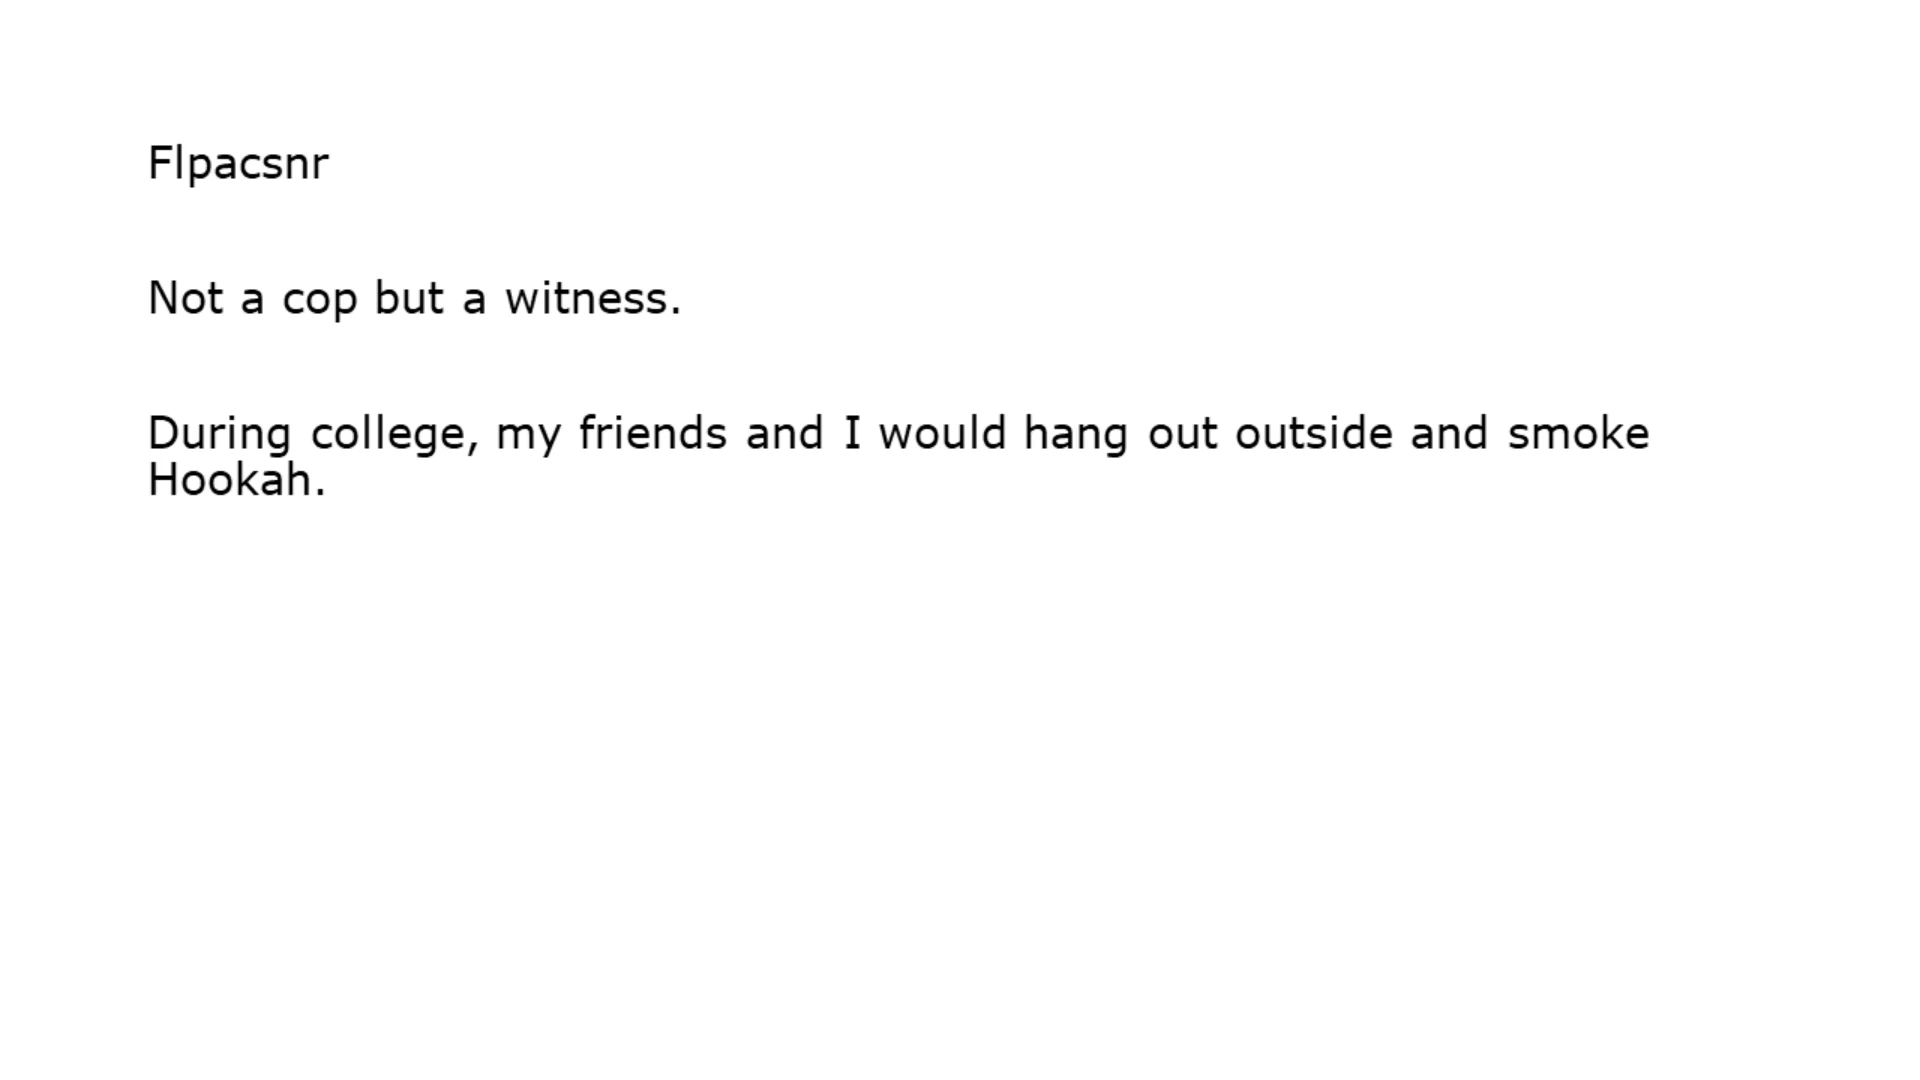 Flpacsnr
Not a cop but a witness.
During college, my friends and I would hang out outside and smoke
Hookah.